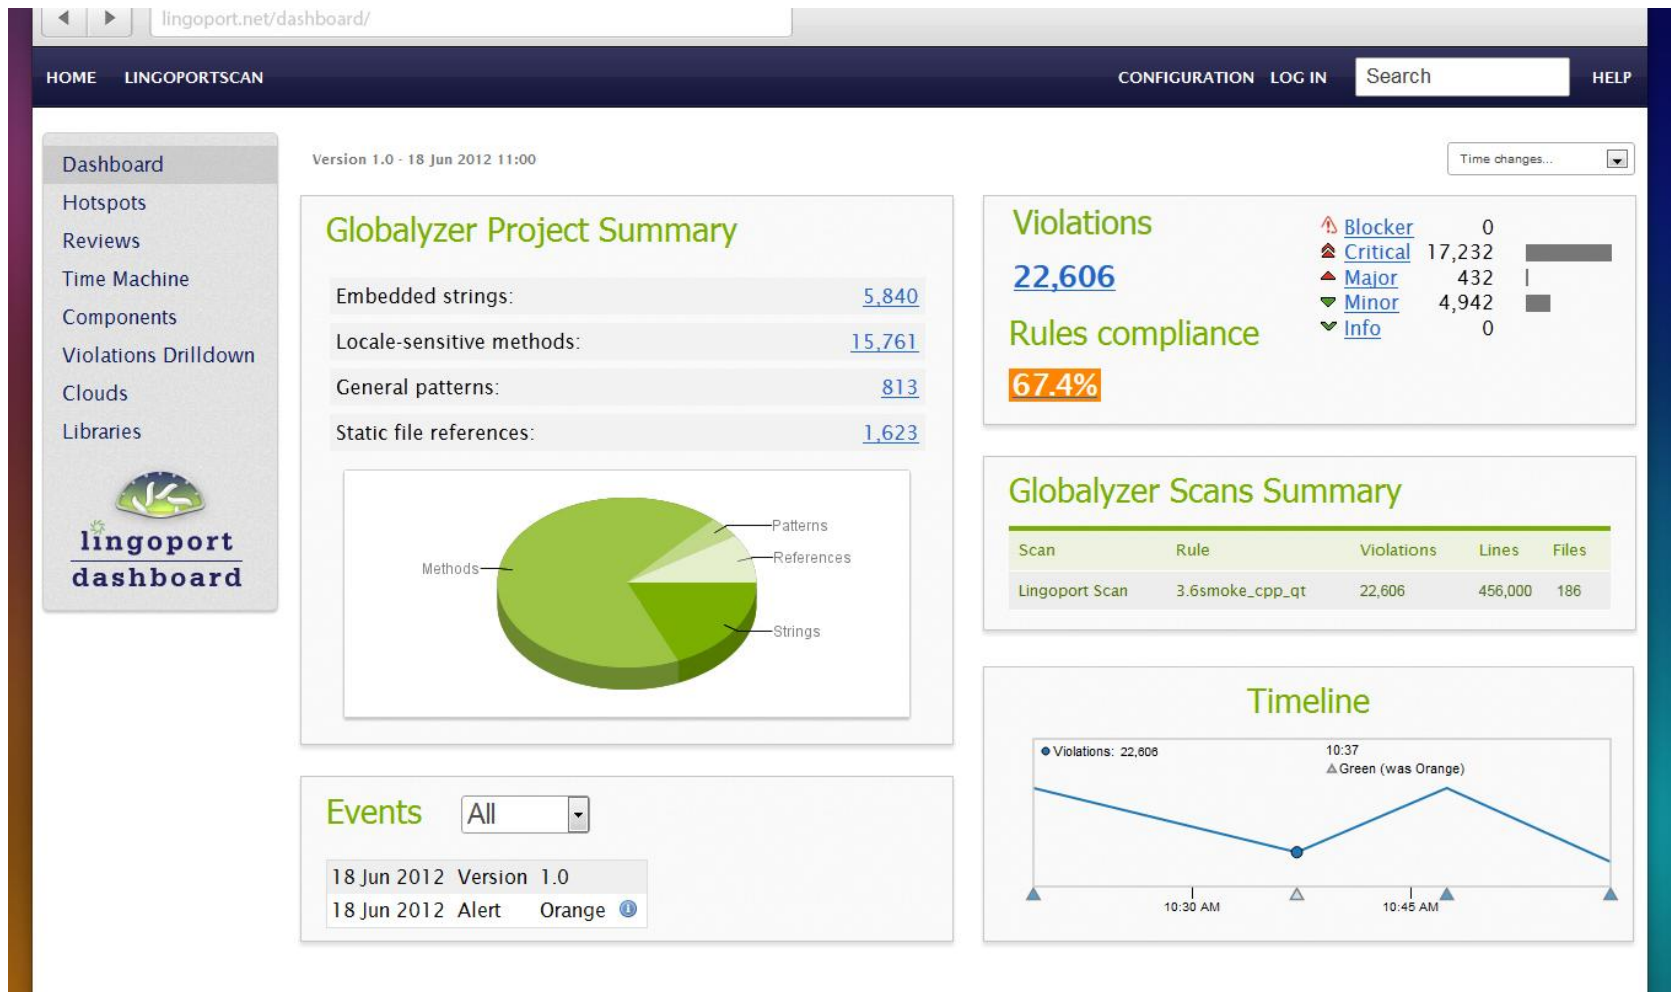 lingoport.net/dashboard/
HOME LINGOPORTSCAN CONFIGURATION LOG IN Search HELP
Dashboard
Hotspots
Reviews
Time Machine
Components
Violations Drilldown
Clouds
Libraries
lingoport
dashboard
Version 1.0 - 18 Jun 2012 11:00
Time changes...
Globalyzer Project Summary
Embedded strings: 5,840
Locale-sensitive methods: 15,761
General patterns: 813
Static file references: 1,623
Patterns
References
Methods
Strings
Events All
18 Jun 2012 Version 1.0
18 Jun 2012 Alert Orange
Violations
22,606
Rules compliance
67.4%
Blocker 0
Critical 17,232
Major 432
Minor 4,942
Info 0
Globalyzer Scans Summary
Scan Rule Violations Lines Files
Lingoport Scan 3.6smoke_cpp_qt 22,606 456,000 186
Timeline
Violations: 22,606 10:37
Green (was Orange)
10:30 AM 10:45 AM